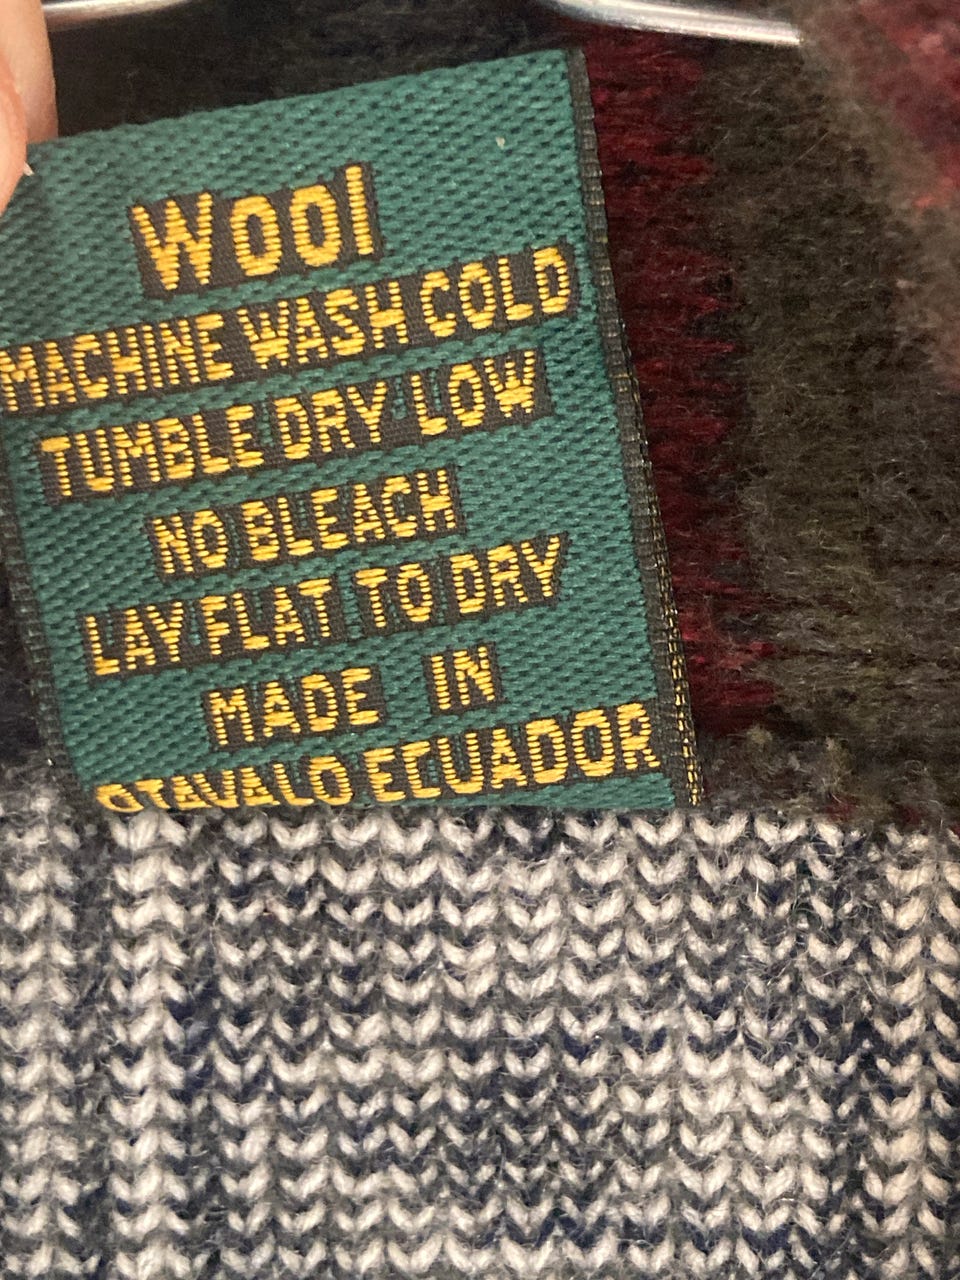 Wool
MACHINE WASH COLD
TUMBLE DRY LOW
NO BLEACH
LAY FLAT TO DRY
MADE IN
OTAVALO ECUADOR